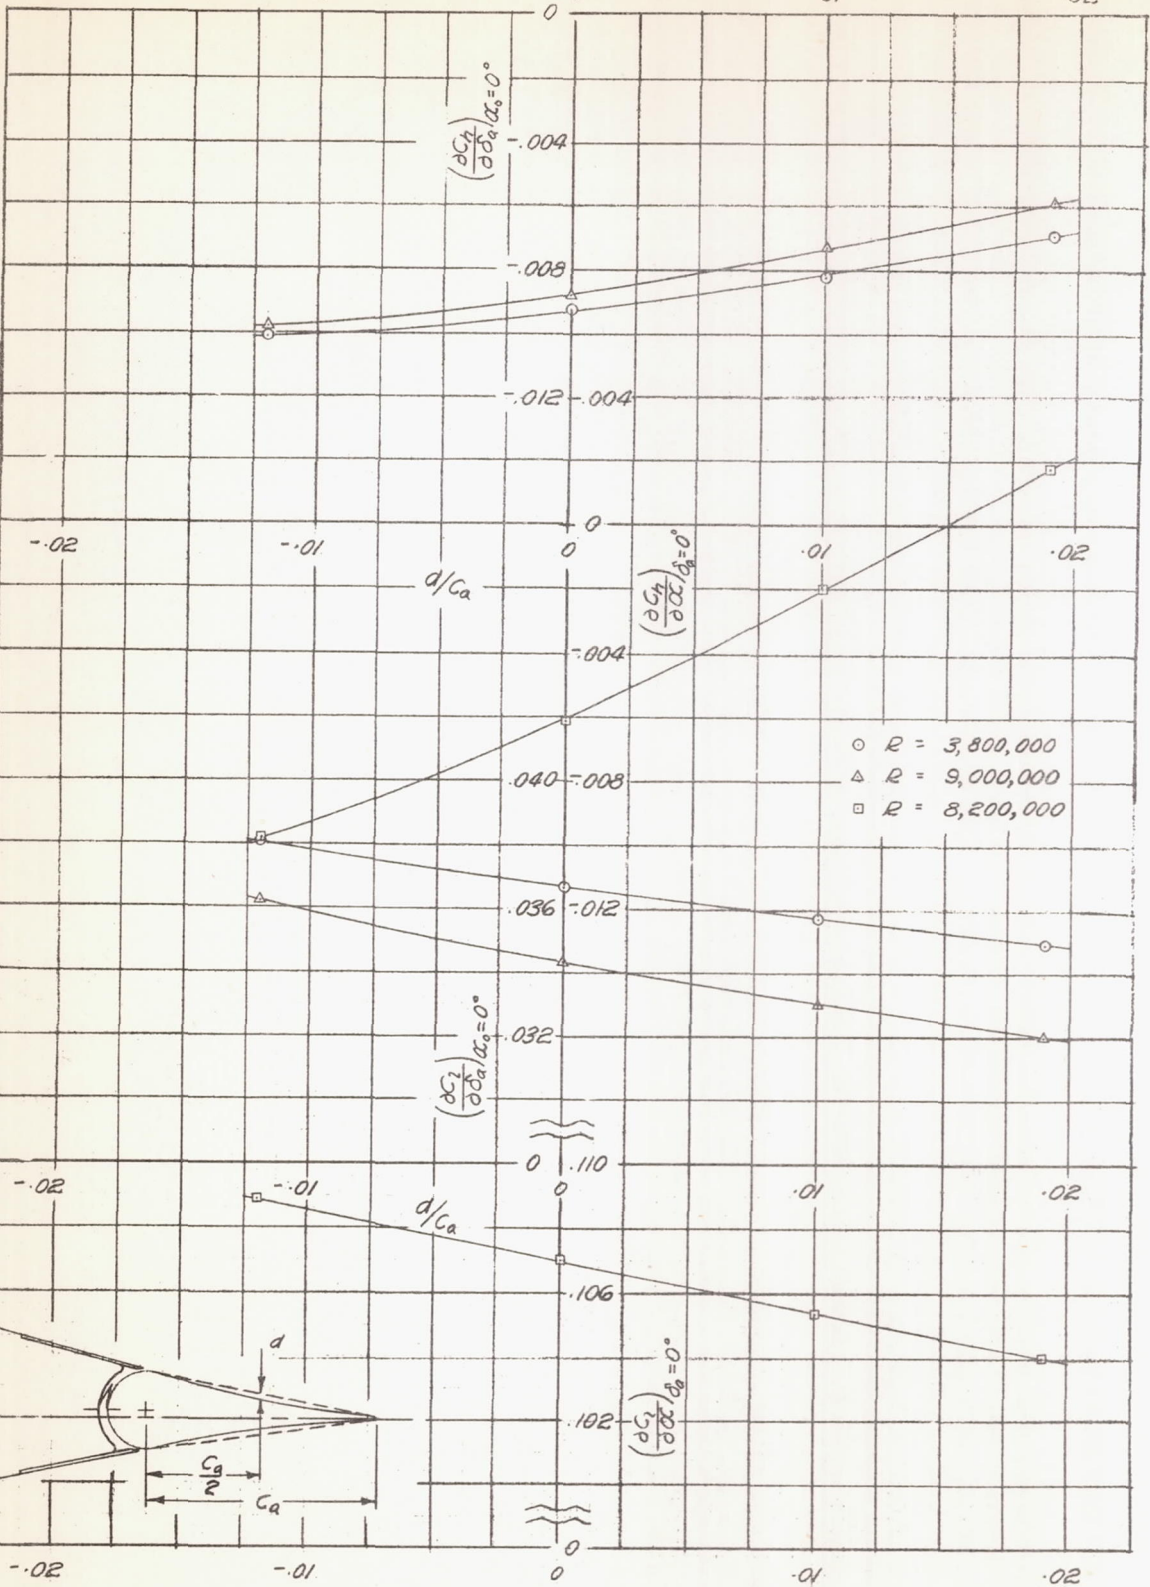 0
(∂Cₕ/∂δₐ)α₀=0°
-.004
-.008
-.012 .004
0
-.02 -.01 0 .01 .02
d/cₐ
(∂Cₕ/∂α)δₐ=0°
-.004
.040 -.008
○ R = 3,800,000
△ R = 9,000,000
□ R = 8,200,000
.036 -.012
.032
(∂Cₗ/∂δₐ)α₀=0°
0 .110
-.02 -.01 0 .01 .02
d/cₐ
.106
d
.102
(∂Cₗ/∂α)δₐ=0°
cₐ/2
cₐ
0
-.02 -.01 0 .01 .02